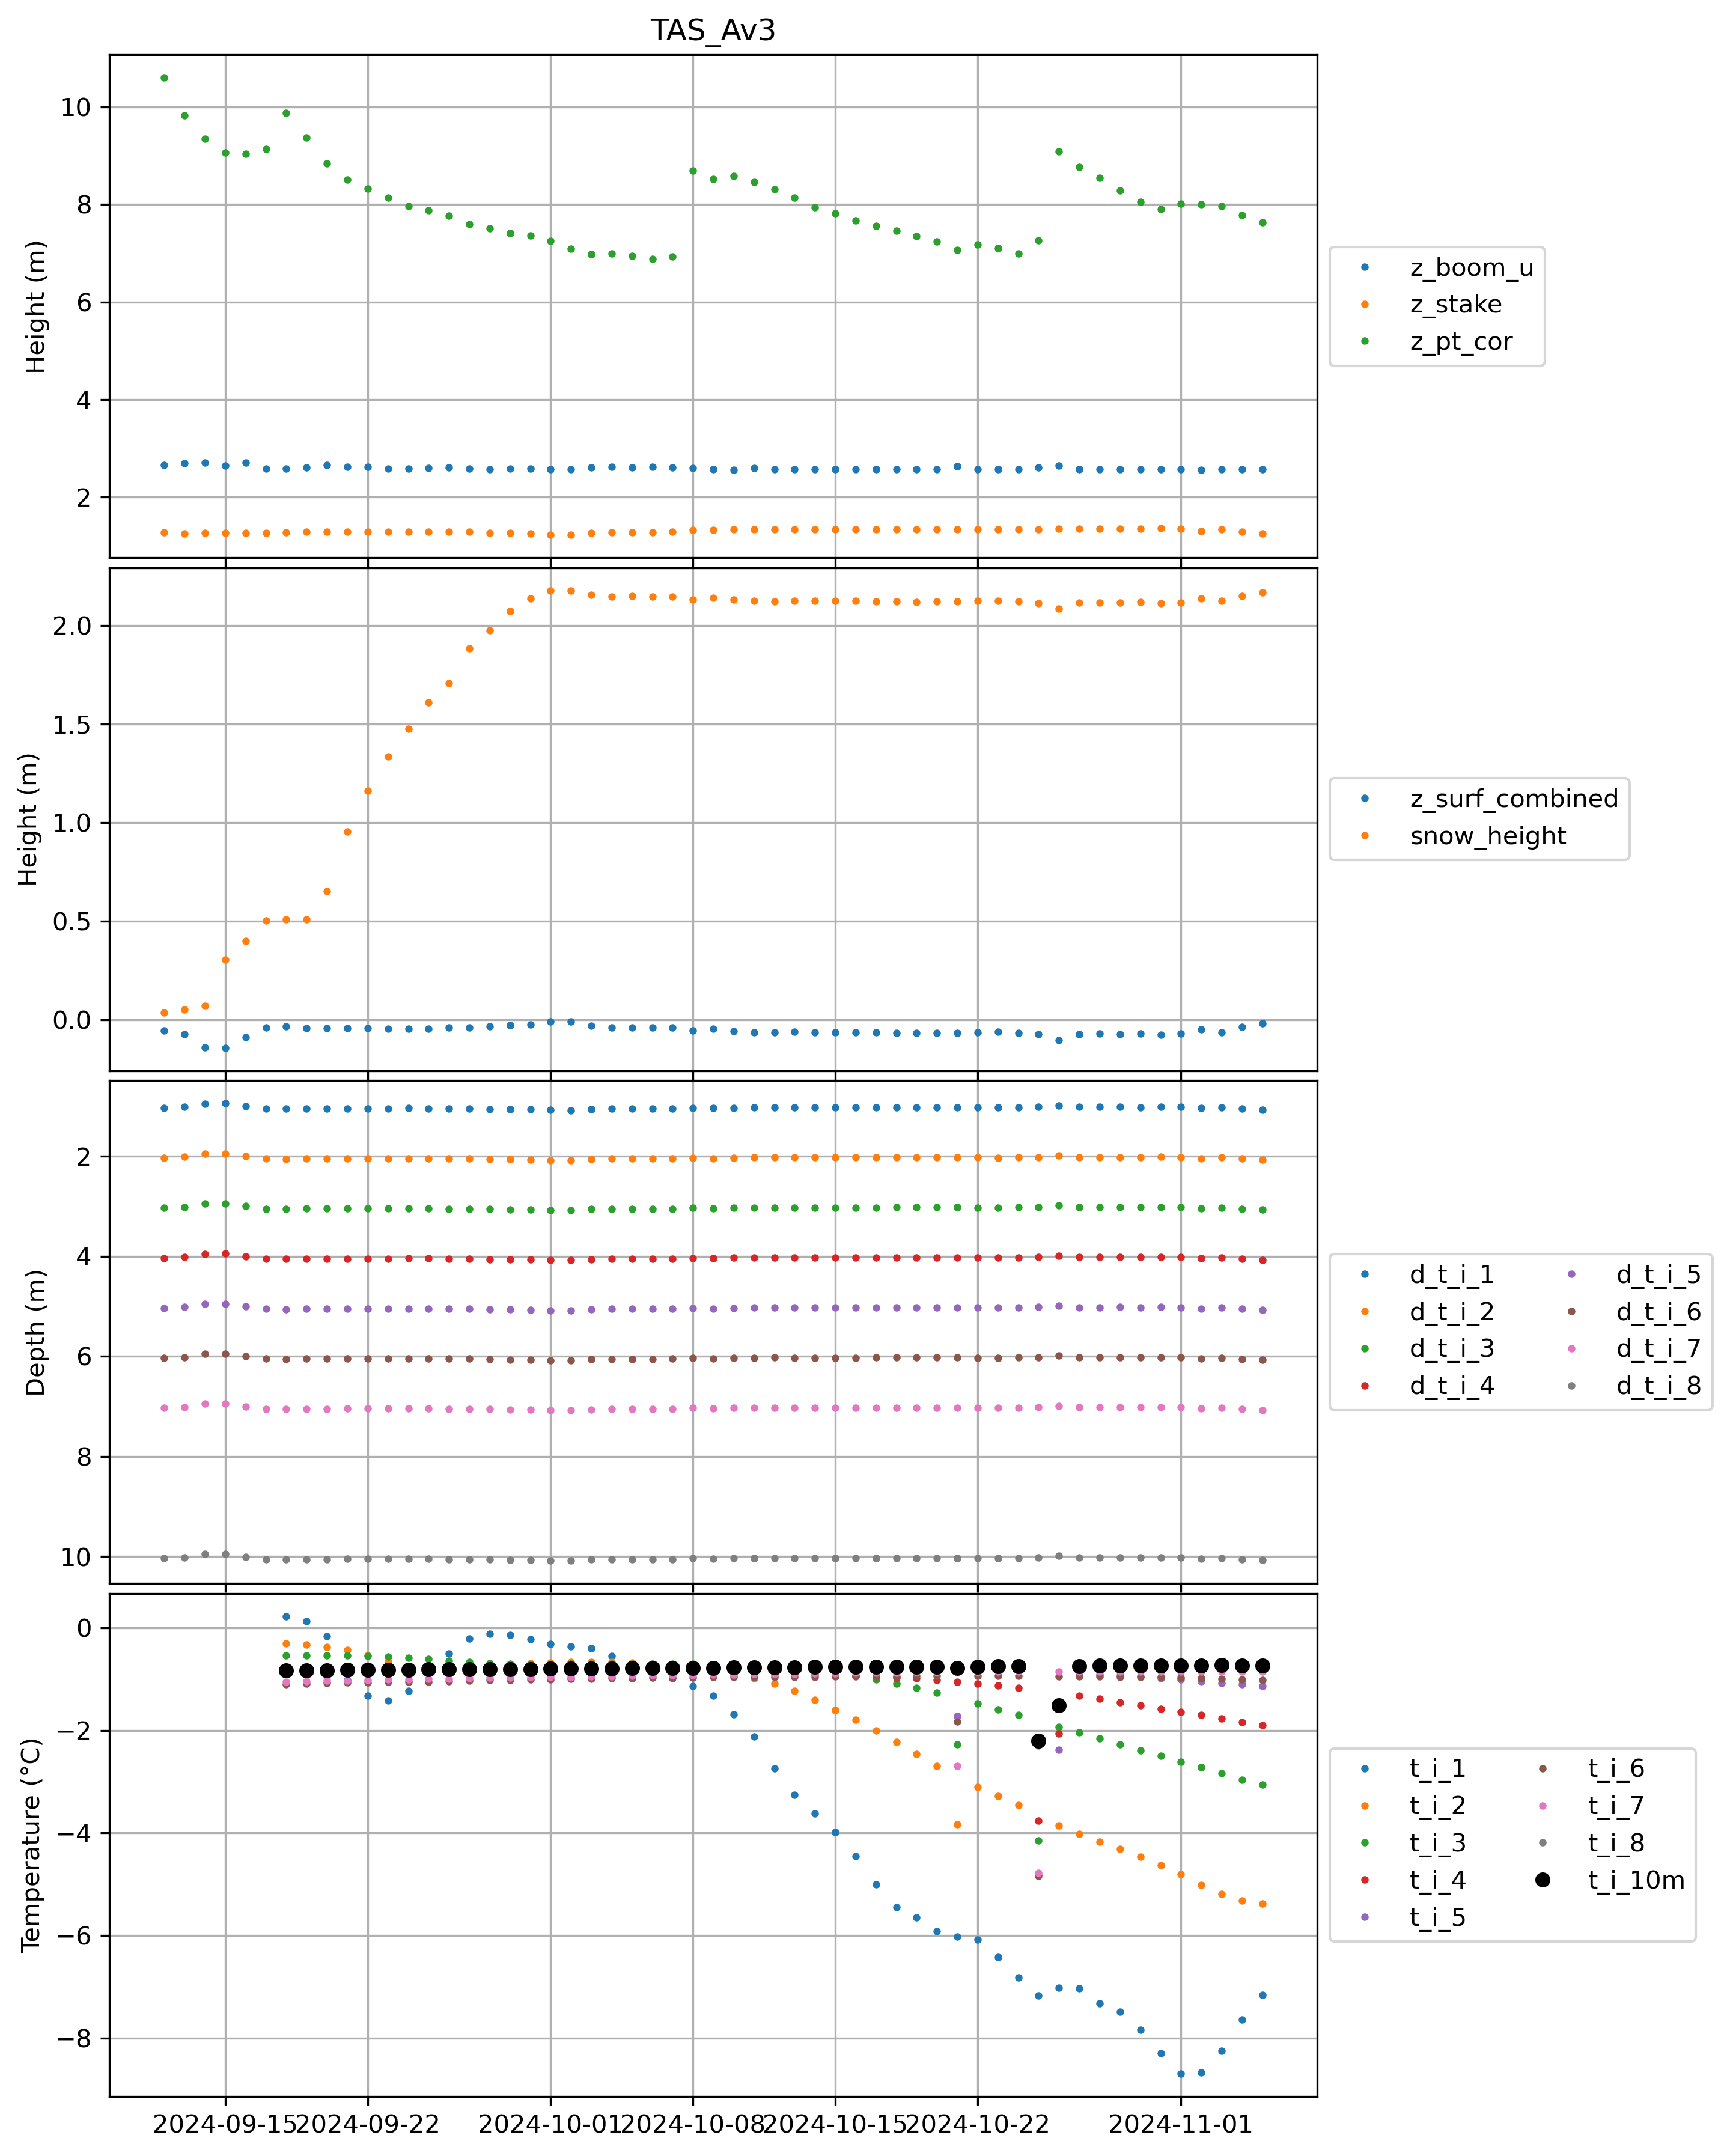 TAS_Av3
10
8
6
4
2
Height (m)
z_boom_u
z_stake
z_pt_cor
2.0
1.5
1.0
0.5
0.0
Height (m)
z_surf_combined
snow_height
2
4
6
8
10
Depth (m)
d_t_i_1
d_t_i_2
d_t_i_3
d_t_i_4
d_t_i_5
d_t_i_6
d_t_i_7
d_t_i_8
0
−2
−4
−6
−8
Temperature (°C)
t_i_1
t_i_2
t_i_3
t_i_4
t_i_5
t_i_6
t_i_7
t_i_8
t_i_10m
2024-09-15
2024-09-22
2024-10-01
2024-10-08
2024-10-15
2024-10-22
2024-11-01